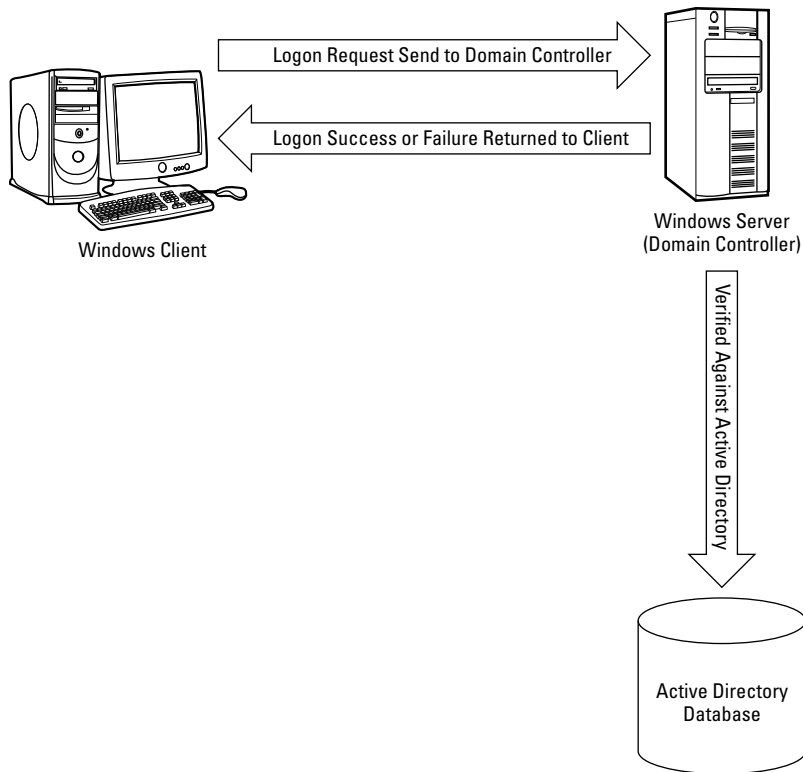 Logon Request Send to Domain Controller
Logon Success or Failure Returned to Client
Windows Client
Windows Server
(Domain Controller)
Verified Against Active Directory
Active Directory
Database